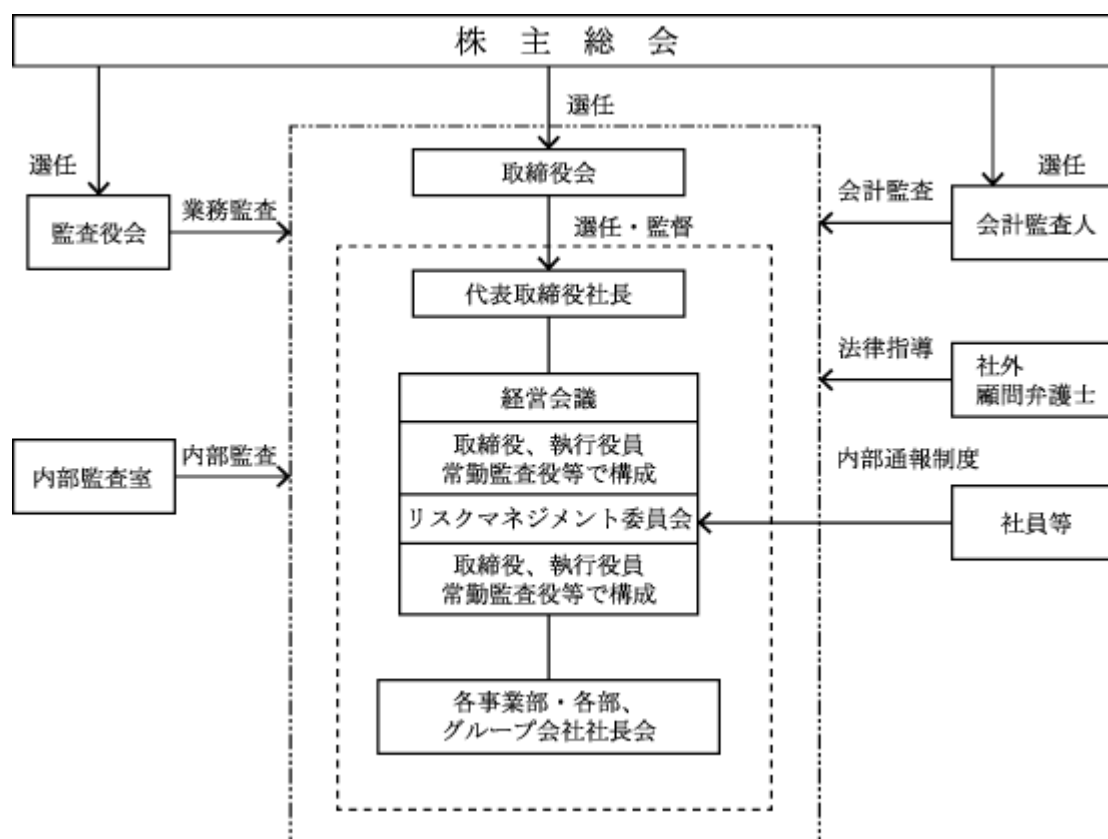 株主総会
選任
選任
取締役会
選任
業務監査
会計監査
監査役会
会計監査人
選任・監督
代表取締役社長
法律指導
社外
顧問弁護士
経営会議
取締役、執行役員
常勤監査役等で構成
内部監査
内部監査室
内部通報制度
リスクマネジメント委員会
社員等
取締役、執行役員
常勤監査役等で構成
各事業部・各部、
グループ会社社長会